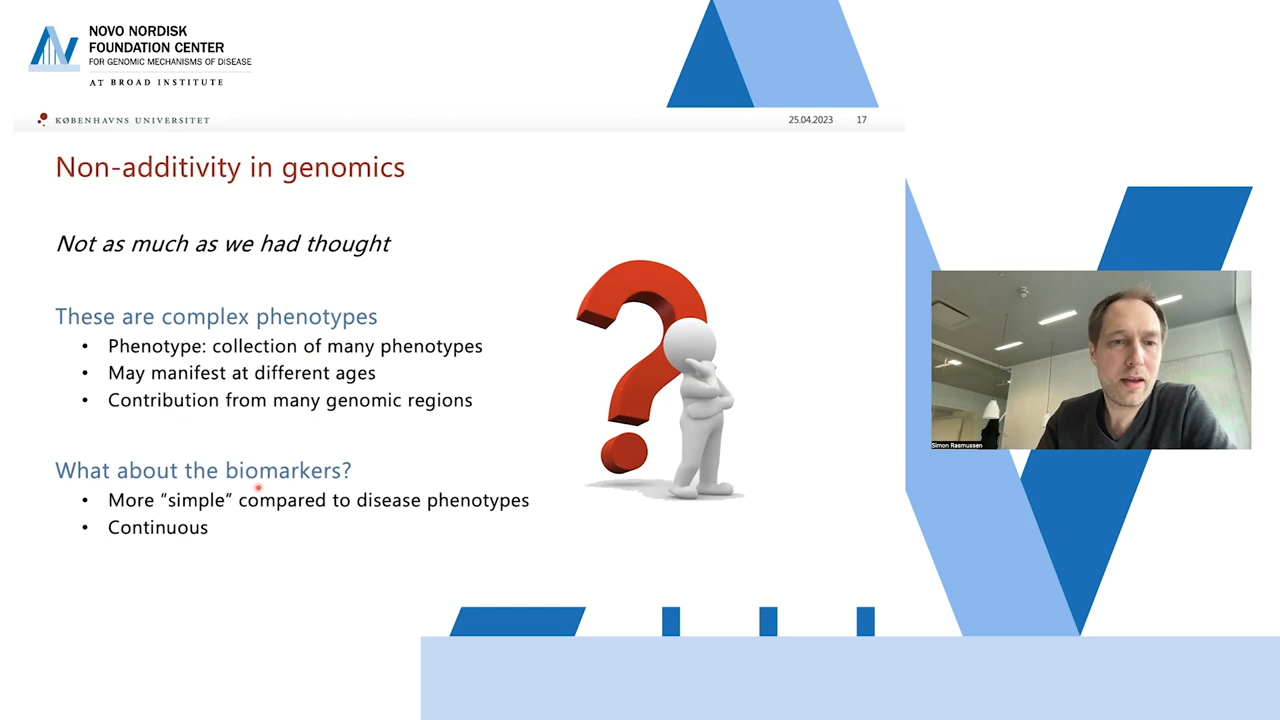 NOVO NORDISK
FOUNDATION CENTER
FOR GENOMIC MECHANISMS OF DISEASE
AT BROAD INSTITUTE
KØBENHAVNS UNIVERSITET
25.04.2023 17
Non-additivity in genomics
Not as much as we had thought
These are complex phenotypes
• Phenotype: collection of many phenotypes
• May manifest at different ages
• Contribution from many genomic regions
What about the biomarkers?
• More “simple” compared to disease phenotypes
• Continuous
Simon Rasmussen